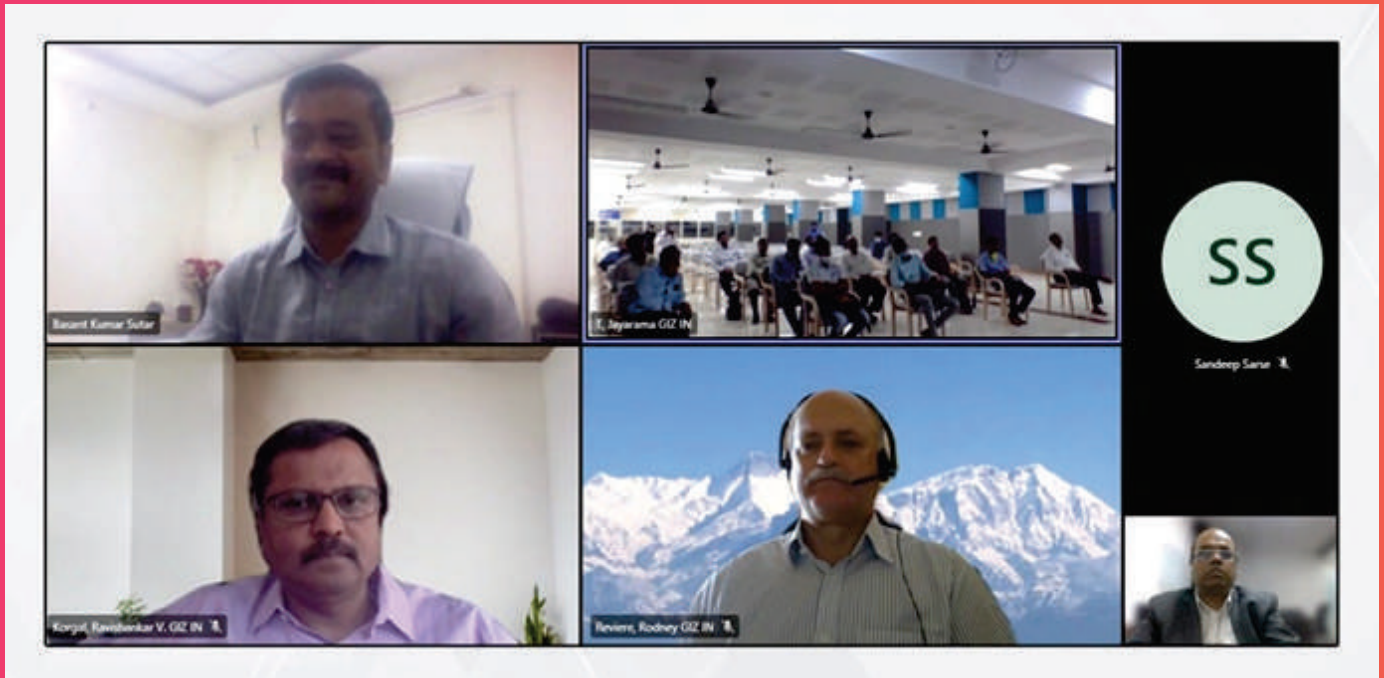 Basant Kumar Sutar
T, Jayarama GIZ IN
SS
Sandeep Sarse
Korgal, Ravishankar V. GIZ IN
Reviere, Rodney GIZ IN